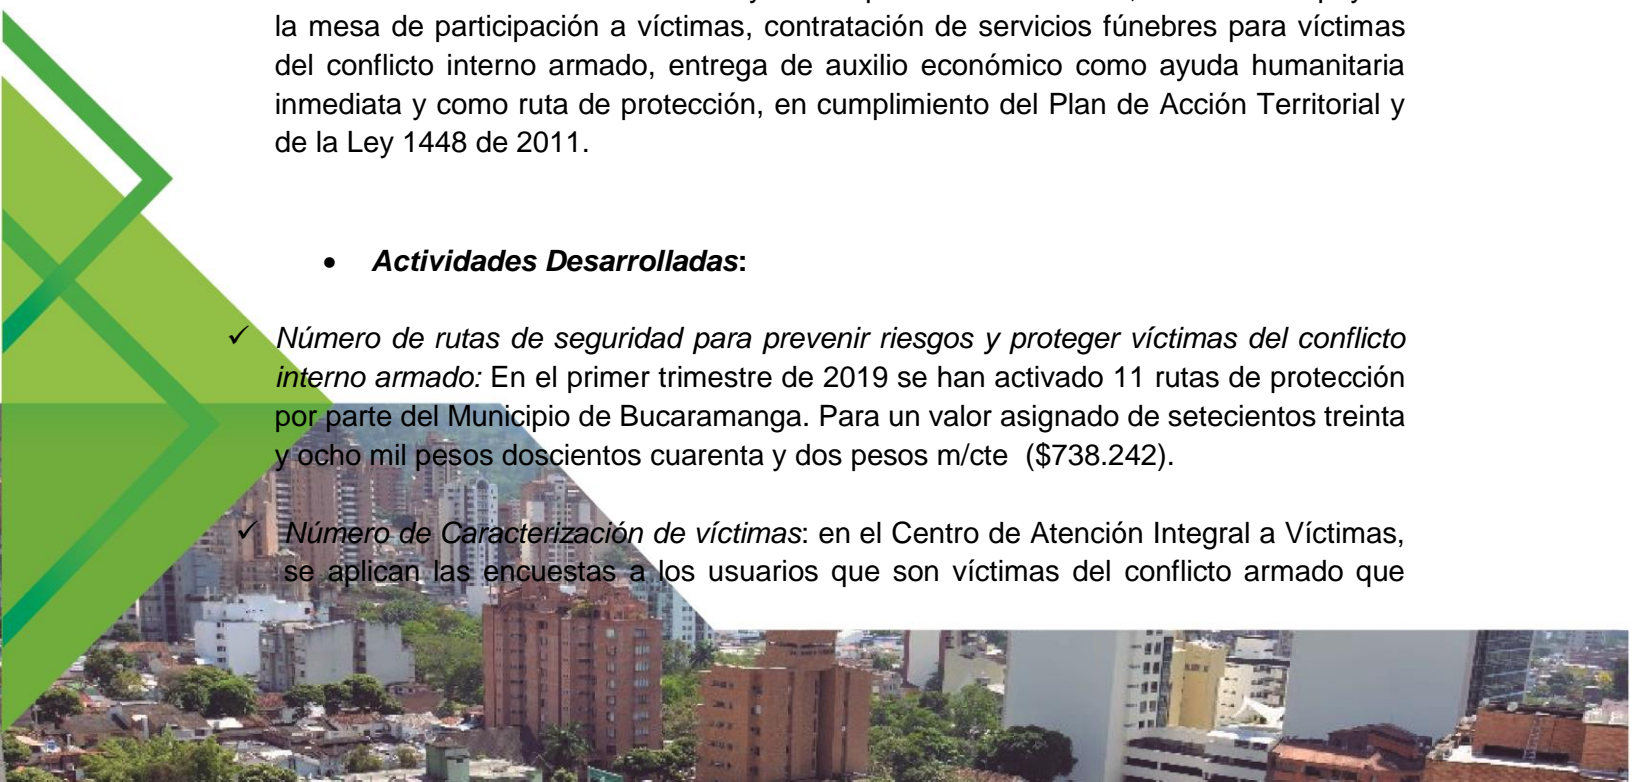 la mesa de participación a víctimas, contratación de servicios fúnebres para víctimas
del conflicto interno armado, entrega de auxilio económico como ayuda humanitaria
inmediata y como ruta de protección, en cumplimiento del Plan de Acción Territorial y
de la Ley 1448 de 2011.
• Actividades Desarrolladas:
✓ Número de rutas de seguridad para prevenir riesgos y proteger víctimas del conflicto
interno armado: En el primer trimestre de 2019 se han activado 11 rutas de protección
por parte del Municipio de Bucaramanga. Para un valor asignado de setecientos treinta
y ocho mil pesos doscientos cuarenta y dos pesos m/cte  ($738.242).
✓ Número de Caracterización de víctimas: en el Centro de Atención Integral a Víctimas,
se aplican las encuestas a los usuarios que son víctimas del conflicto armado que